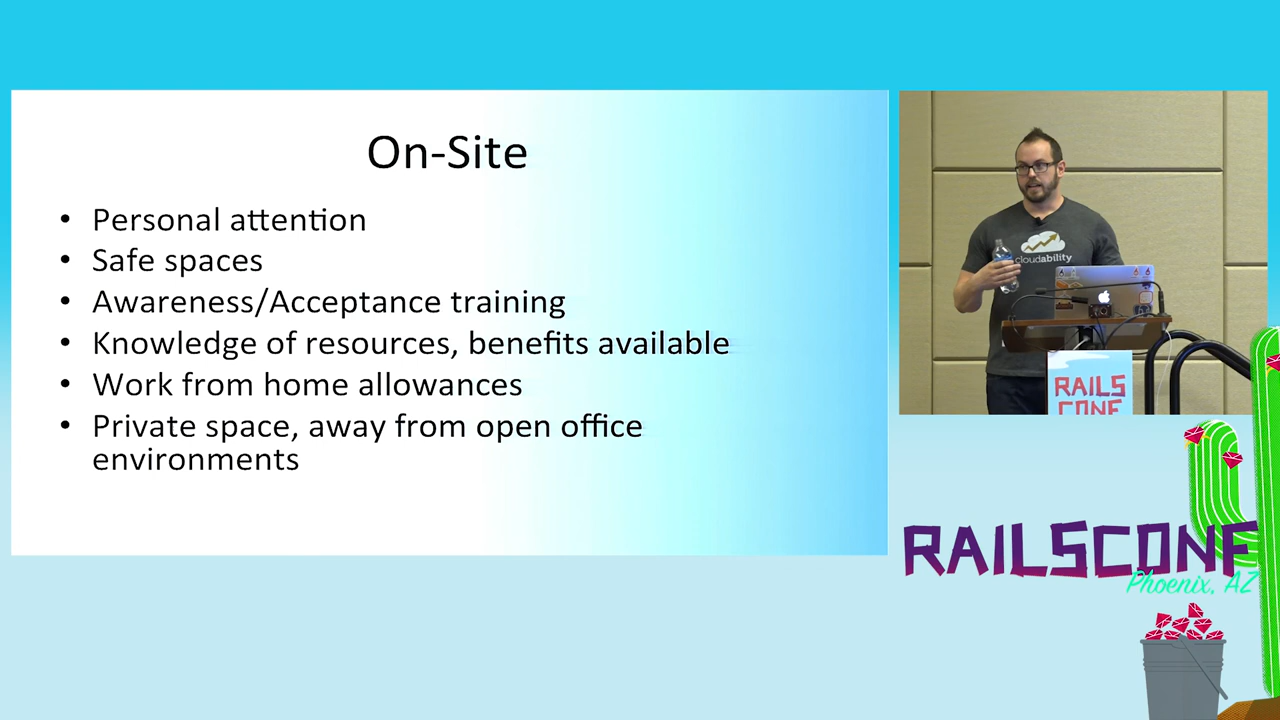 On-Site
• Personal attention
• Safe spaces
• Awareness/Acceptance training
• Knowledge of resources, benefits available
• Work from home allowances
• Private space, away from open office
environments
cloudability
RAILS
CONF
RAILSCONF
Phoenix, AZ